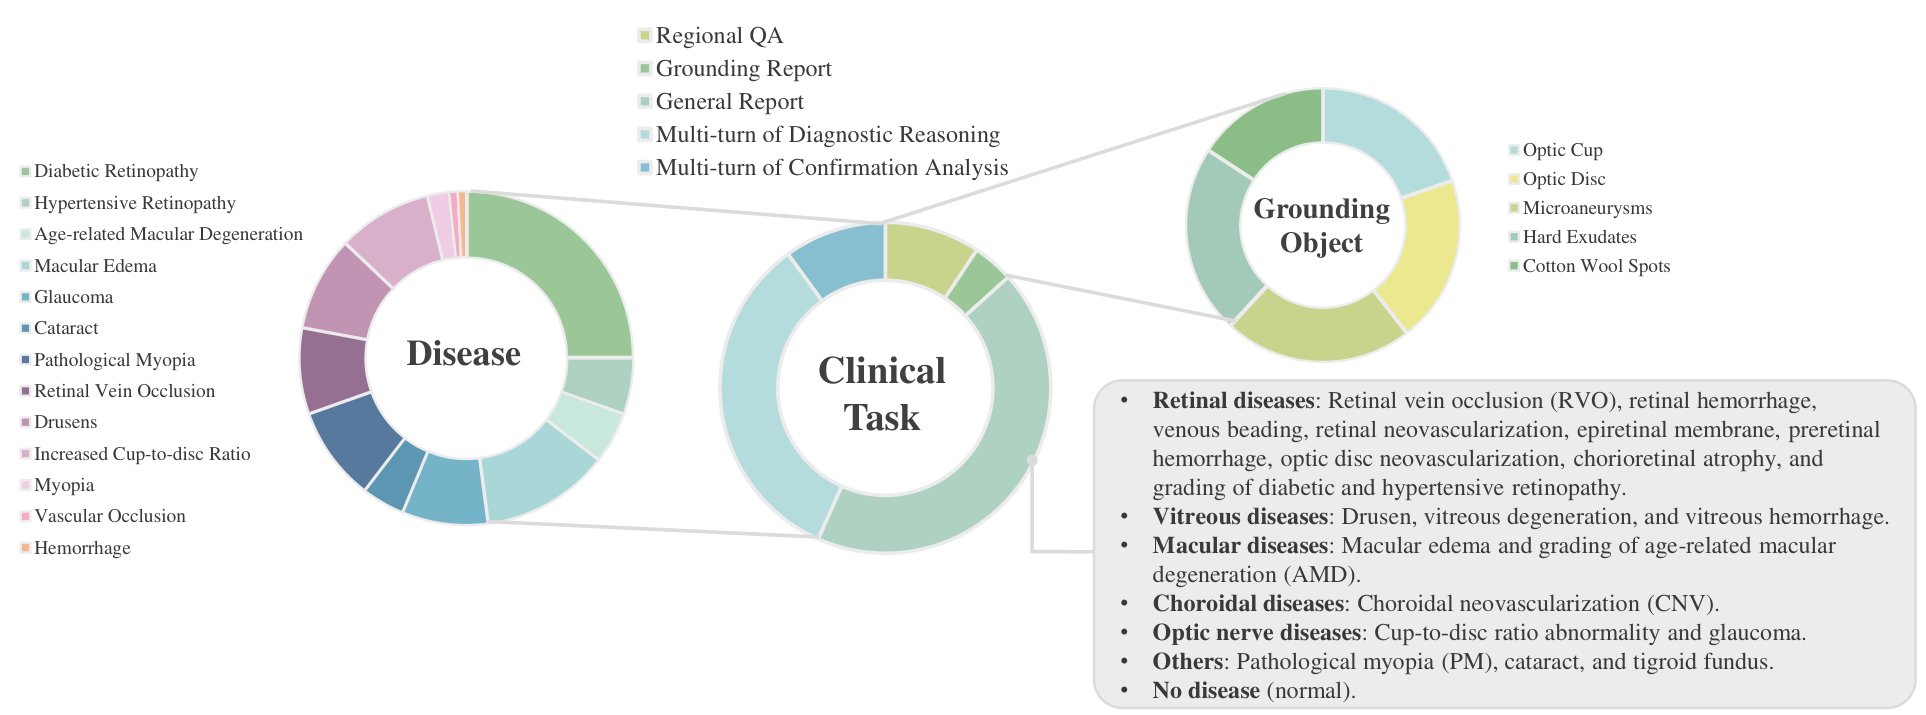 Regional QA
Grounding Report
General Report
Multi-turn of Diagnostic Reasoning
Multi-turn of Confirmation Analysis
Diabetic Retinopathy
Hypertensive Retinopathy
Age-related Macular Degeneration
Macular Edema
Glaucoma
Cataract
Pathological Myopia
Retinal Vein Occlusion
Drusens
Increased Cup-to-disc Ratio
Myopia
Vascular Occlusion
Hemorrhage
Disease
Clinical
Task
Grounding
Object
Optic Cup
Optic Disc
Microaneurysms
Hard Exudates
Cotton Wool Spots
• Retinal diseases: Retinal vein occlusion (RVO), retinal hemorrhage,
venous beading, retinal neovascularization, epiretinal membrane, preretinal
hemorrhage, optic disc neovascularization, chorioretinal atrophy, and
grading of diabetic and hypertensive retinopathy.
• Vitreous diseases: Drusen, vitreous degeneration, and vitreous hemorrhage.
• Macular diseases: Macular edema and grading of age-related macular
degeneration (AMD).
• Choroidal diseases: Choroidal neovascularization (CNV).
• Optic nerve diseases: Cup-to-disc ratio abnormality and glaucoma.
• Others: Pathological myopia (PM), cataract, and tigroid fundus.
• No disease (normal).